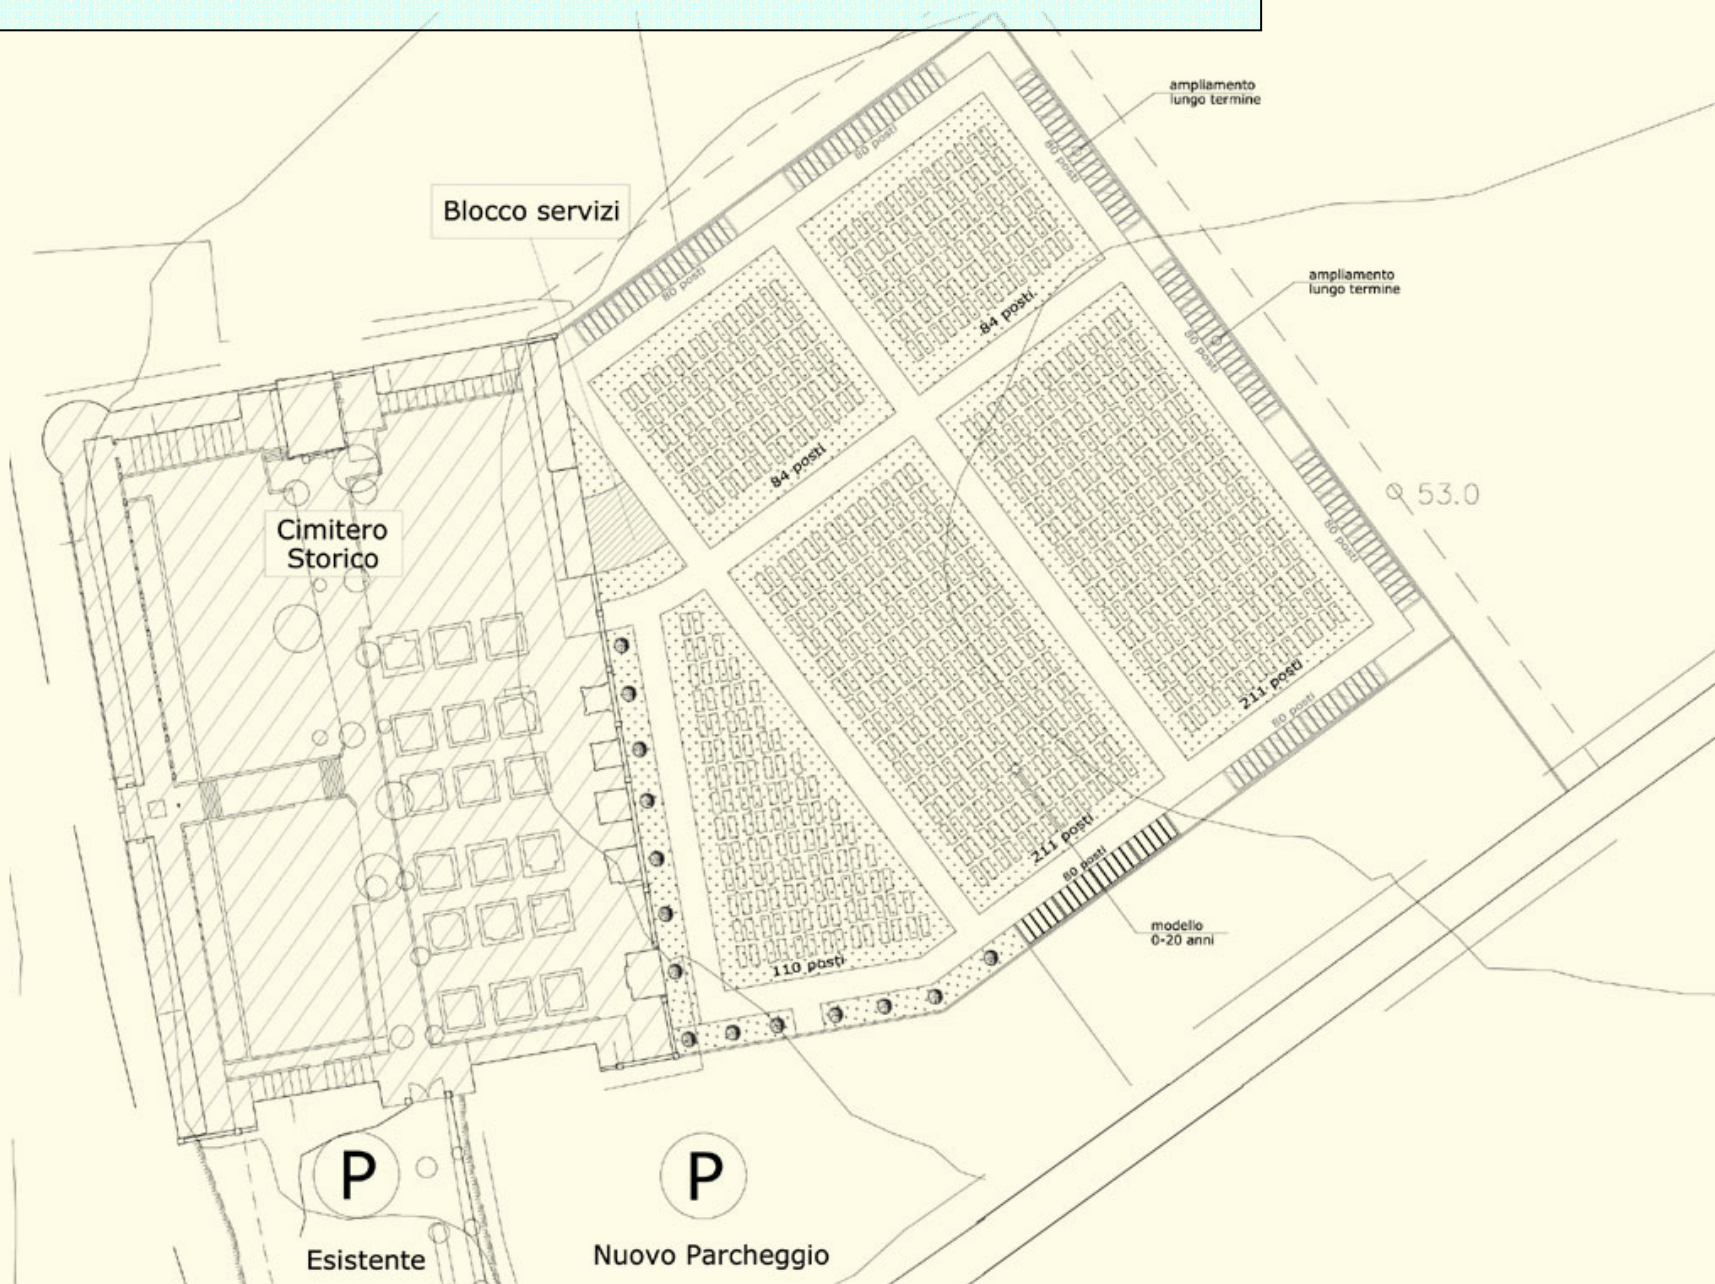 ampliamento
lungo termine
80 posti
80 posti
Blocco servizi
80 posti
84 posti
ampliamento
lungo termine
80 posti
84 posti
53.0
Cimitero
Storico
80 posti
211 posti
80 posti
211 posti
80 posti
modello
0-20 anni
110 posti
P
P
Esistente
Nuovo Parcheggio